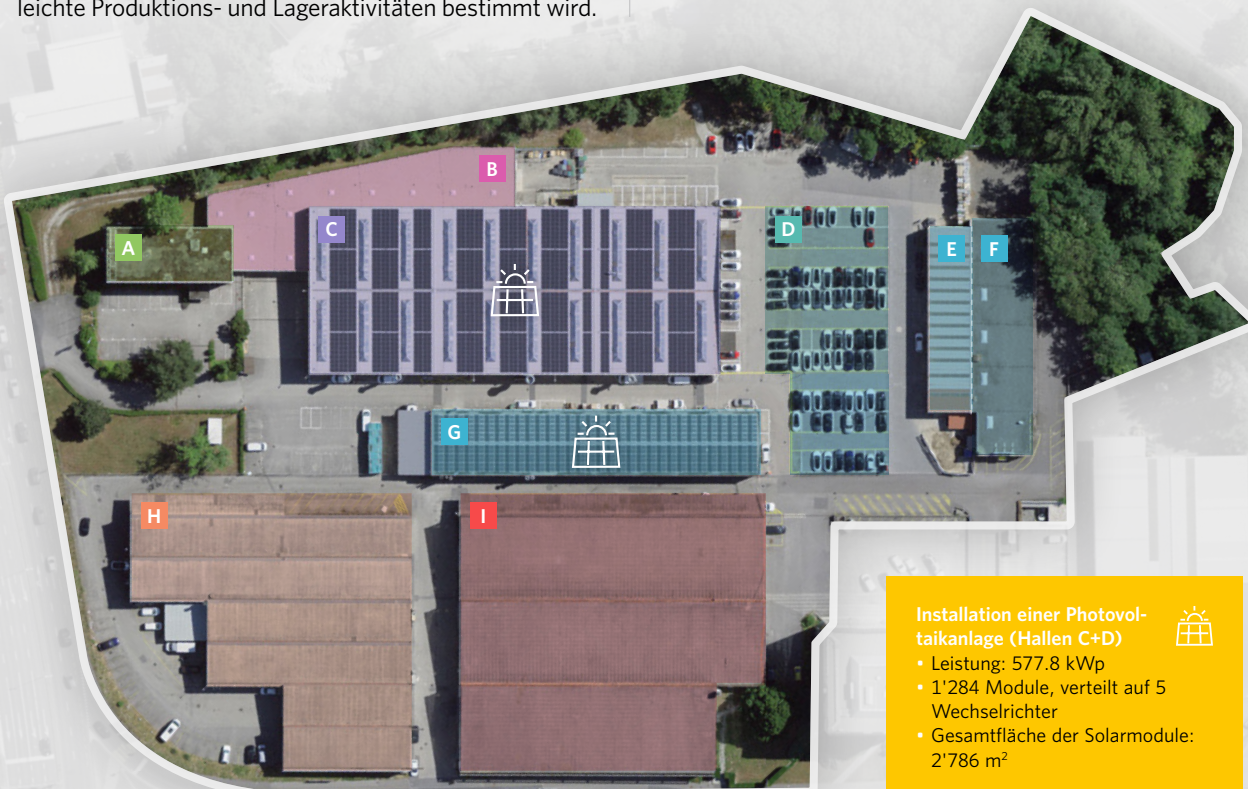 leichte Produktions- und Lageraktivitäten bestimmt wird.
B
C
D
A
E
F
G
H
I
Installation einer Photovol-
taikanlage (Hallen C+D)
• Leistung: 577.8 kWp
• 1'284 Module, verteilt auf 5
Wechselrichter
• Gesamtfläche der Solarmodule:
2'786 m²